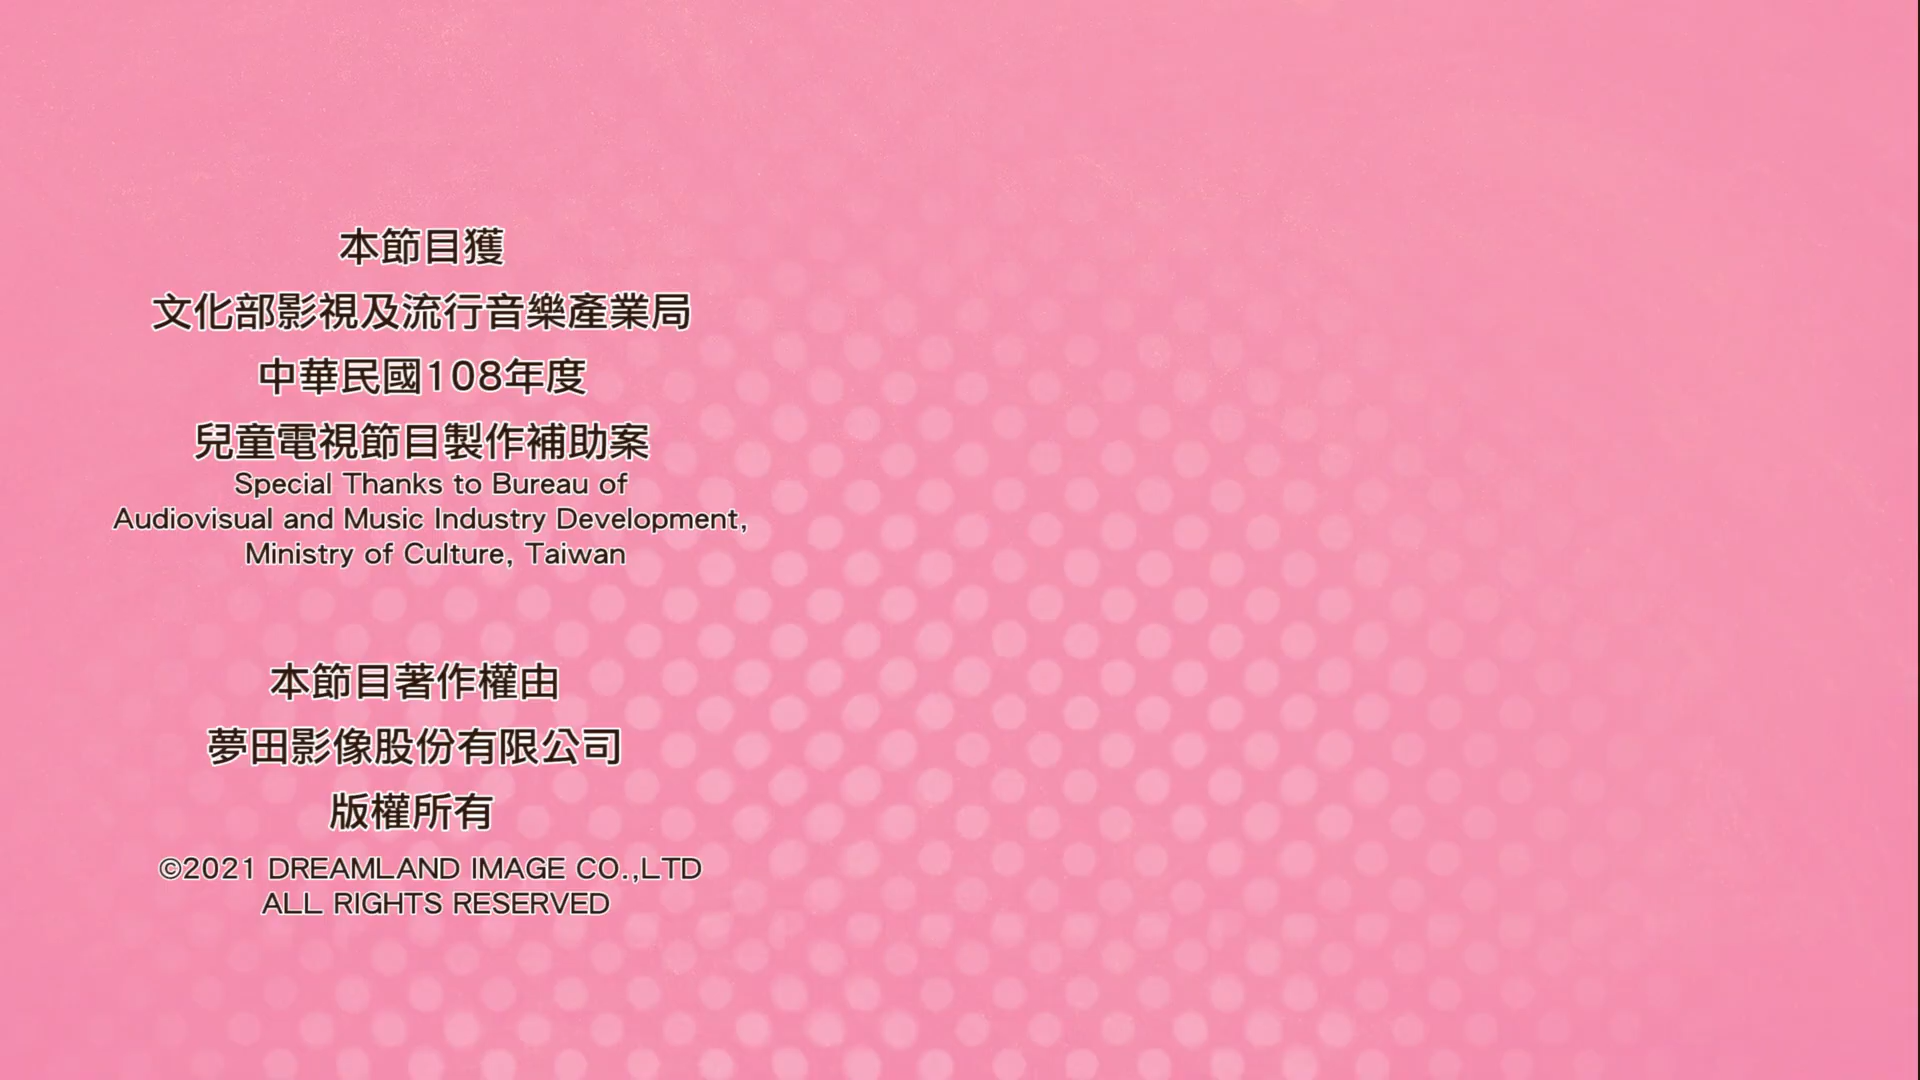 本節目獲
文化部影視及流行音樂產業局
中華民國108年度
兒童電視節目製作補助案
Special Thanks to Bureau of
Audiovisual and Music Industry Development,
Ministry of Culture, Taiwan
本節目著作權由
夢田影像股份有限公司
版權所有
©2021 DREAMLAND IMAGE CO.,LTD
ALL RIGHTS RESERVED